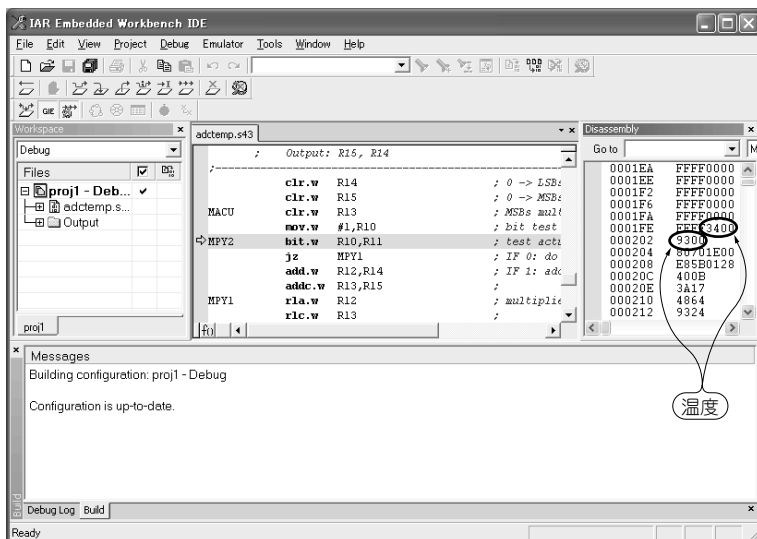 IAR Embedded Workbench IDE
File Edit View Project Debug Emulator Tools Window Help
GIE
Workspace
Debug
Files
proj1 - Deb...
adctemp.s...
Output
proj1
adctemp.s43
; Output: R15, R14
;
clr.w R14 ; 0 -> LSBs
clr.w R15 ; 0 -> MSBs
MACU clr.w R13 ; MSBs mult
mov.w #1,R10 ; bit test
MPY2 bit.w R10,R11 ; test actu
jz MPY1 ; IF 0: do
add.w R12,R14 ; IF 1: add
addc.w R13,R15 ;
MPY1 rla.w R12 ; multiplie
rlc.w R13 ;
f()
Disassembly
Go to
M
0001EA FFFF0000
0001EE FFFF0000
0001F2 FFFF0000
0001F6 FFFF0000
0001FA FFFF0000
0001FE FFFF3400
000202 9300
000204 80701E00
000208 E85B0128
00020C 400B
00020E 3A17
000210 4864
000212 9324
温度
Messages
Building configuration: proj1 - Debug
Configuration is up-to-date.
Build
Debug Log Build
Ready